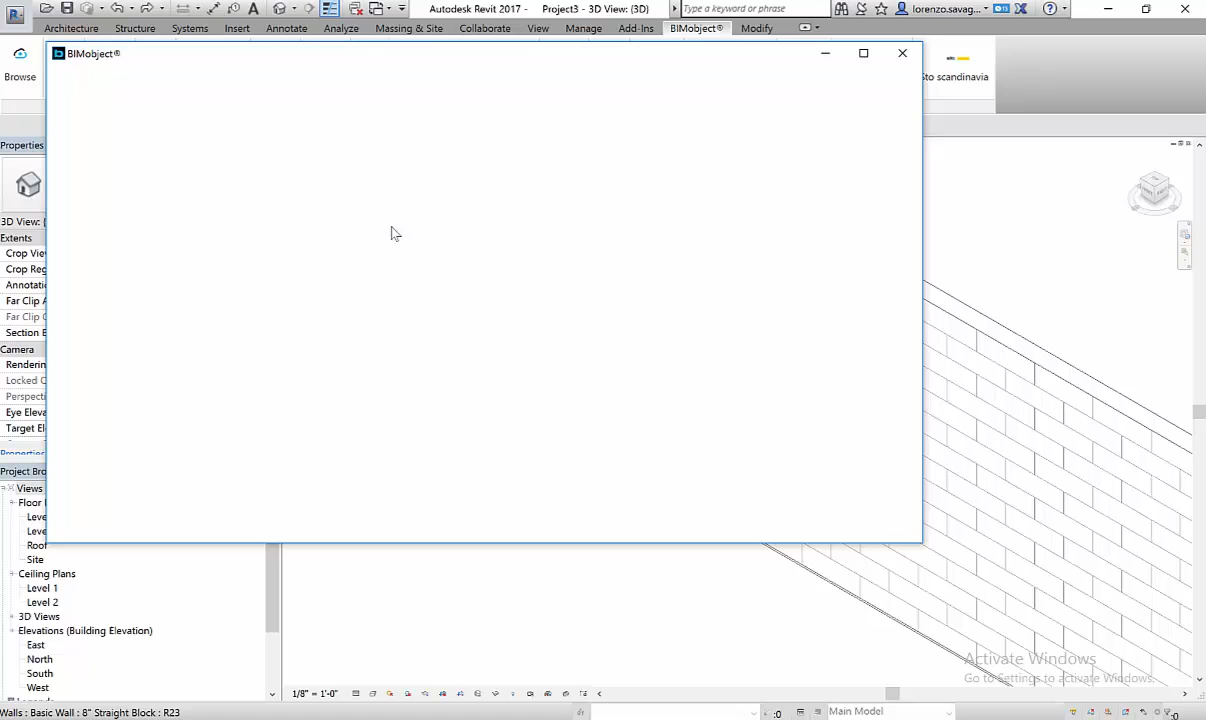 Autodesk Revit 2017 - Project3 - 3D View: {3D}
Type a keyword or phrase
lorenzo.savag...
Architecture Structure Systems Insert Annotate Analyze Massing & Site Collaborate View Manage Add-Ins BIMobject® Modify
BIMobject®
Browse
Sto scandinavia
Properties
3D View: {
Extents
Crop Vie
Crop Reg
Annotati
Far Clip A
Far Clip O
Section B
Camera
Renderin
Locked O
Perspecti
Eye Eleva
Target El
Properties
Project Bro
Views
Floor
Leve
Leve
Roof
Site
Ceiling Plans
Level 1
Level 2
3D Views
Elevations (Building Elevation)
East
North
South
West
1/8" = 1'-0"
Activate Windows
Go to Settings to activate Windows.
Walls : Basic Wall : 8" Straight Block : R23
:0
Main Model
:0